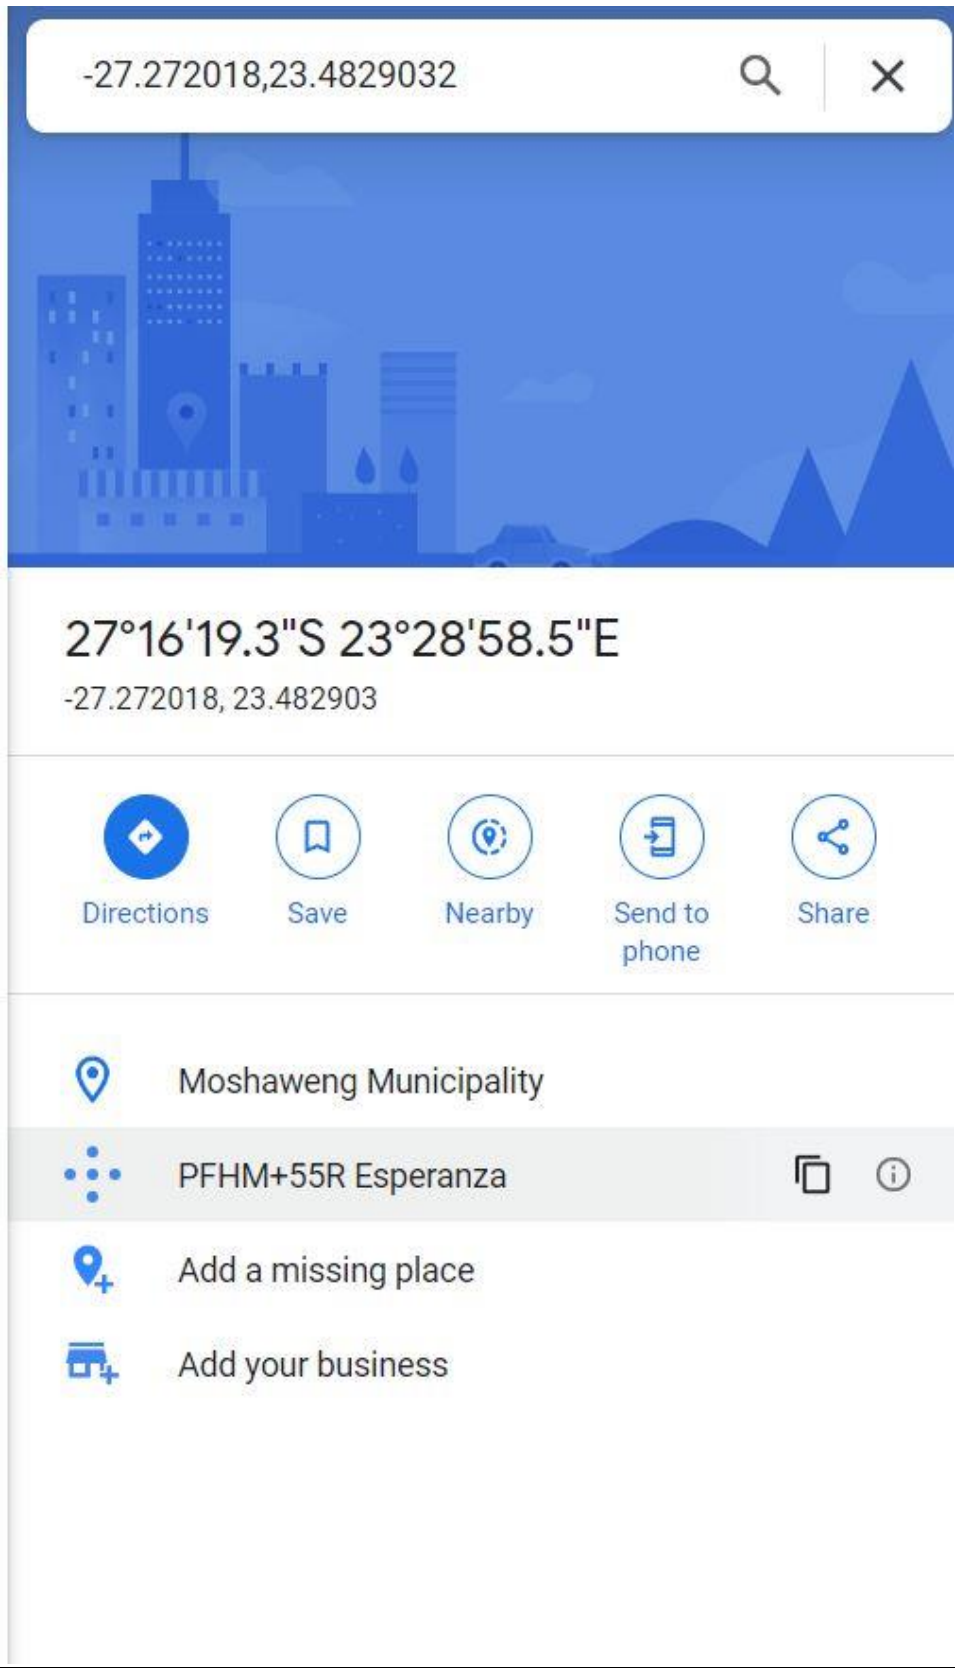 -27.272018,23.4829032
27°16'19.3"S 23°28'58.5"E
-27.272018, 23.482903
Directions
Save
Nearby
Send to
phone
Share
Moshaweng Municipality
PFHM+55R Esperanza
Add a missing place
Add your business